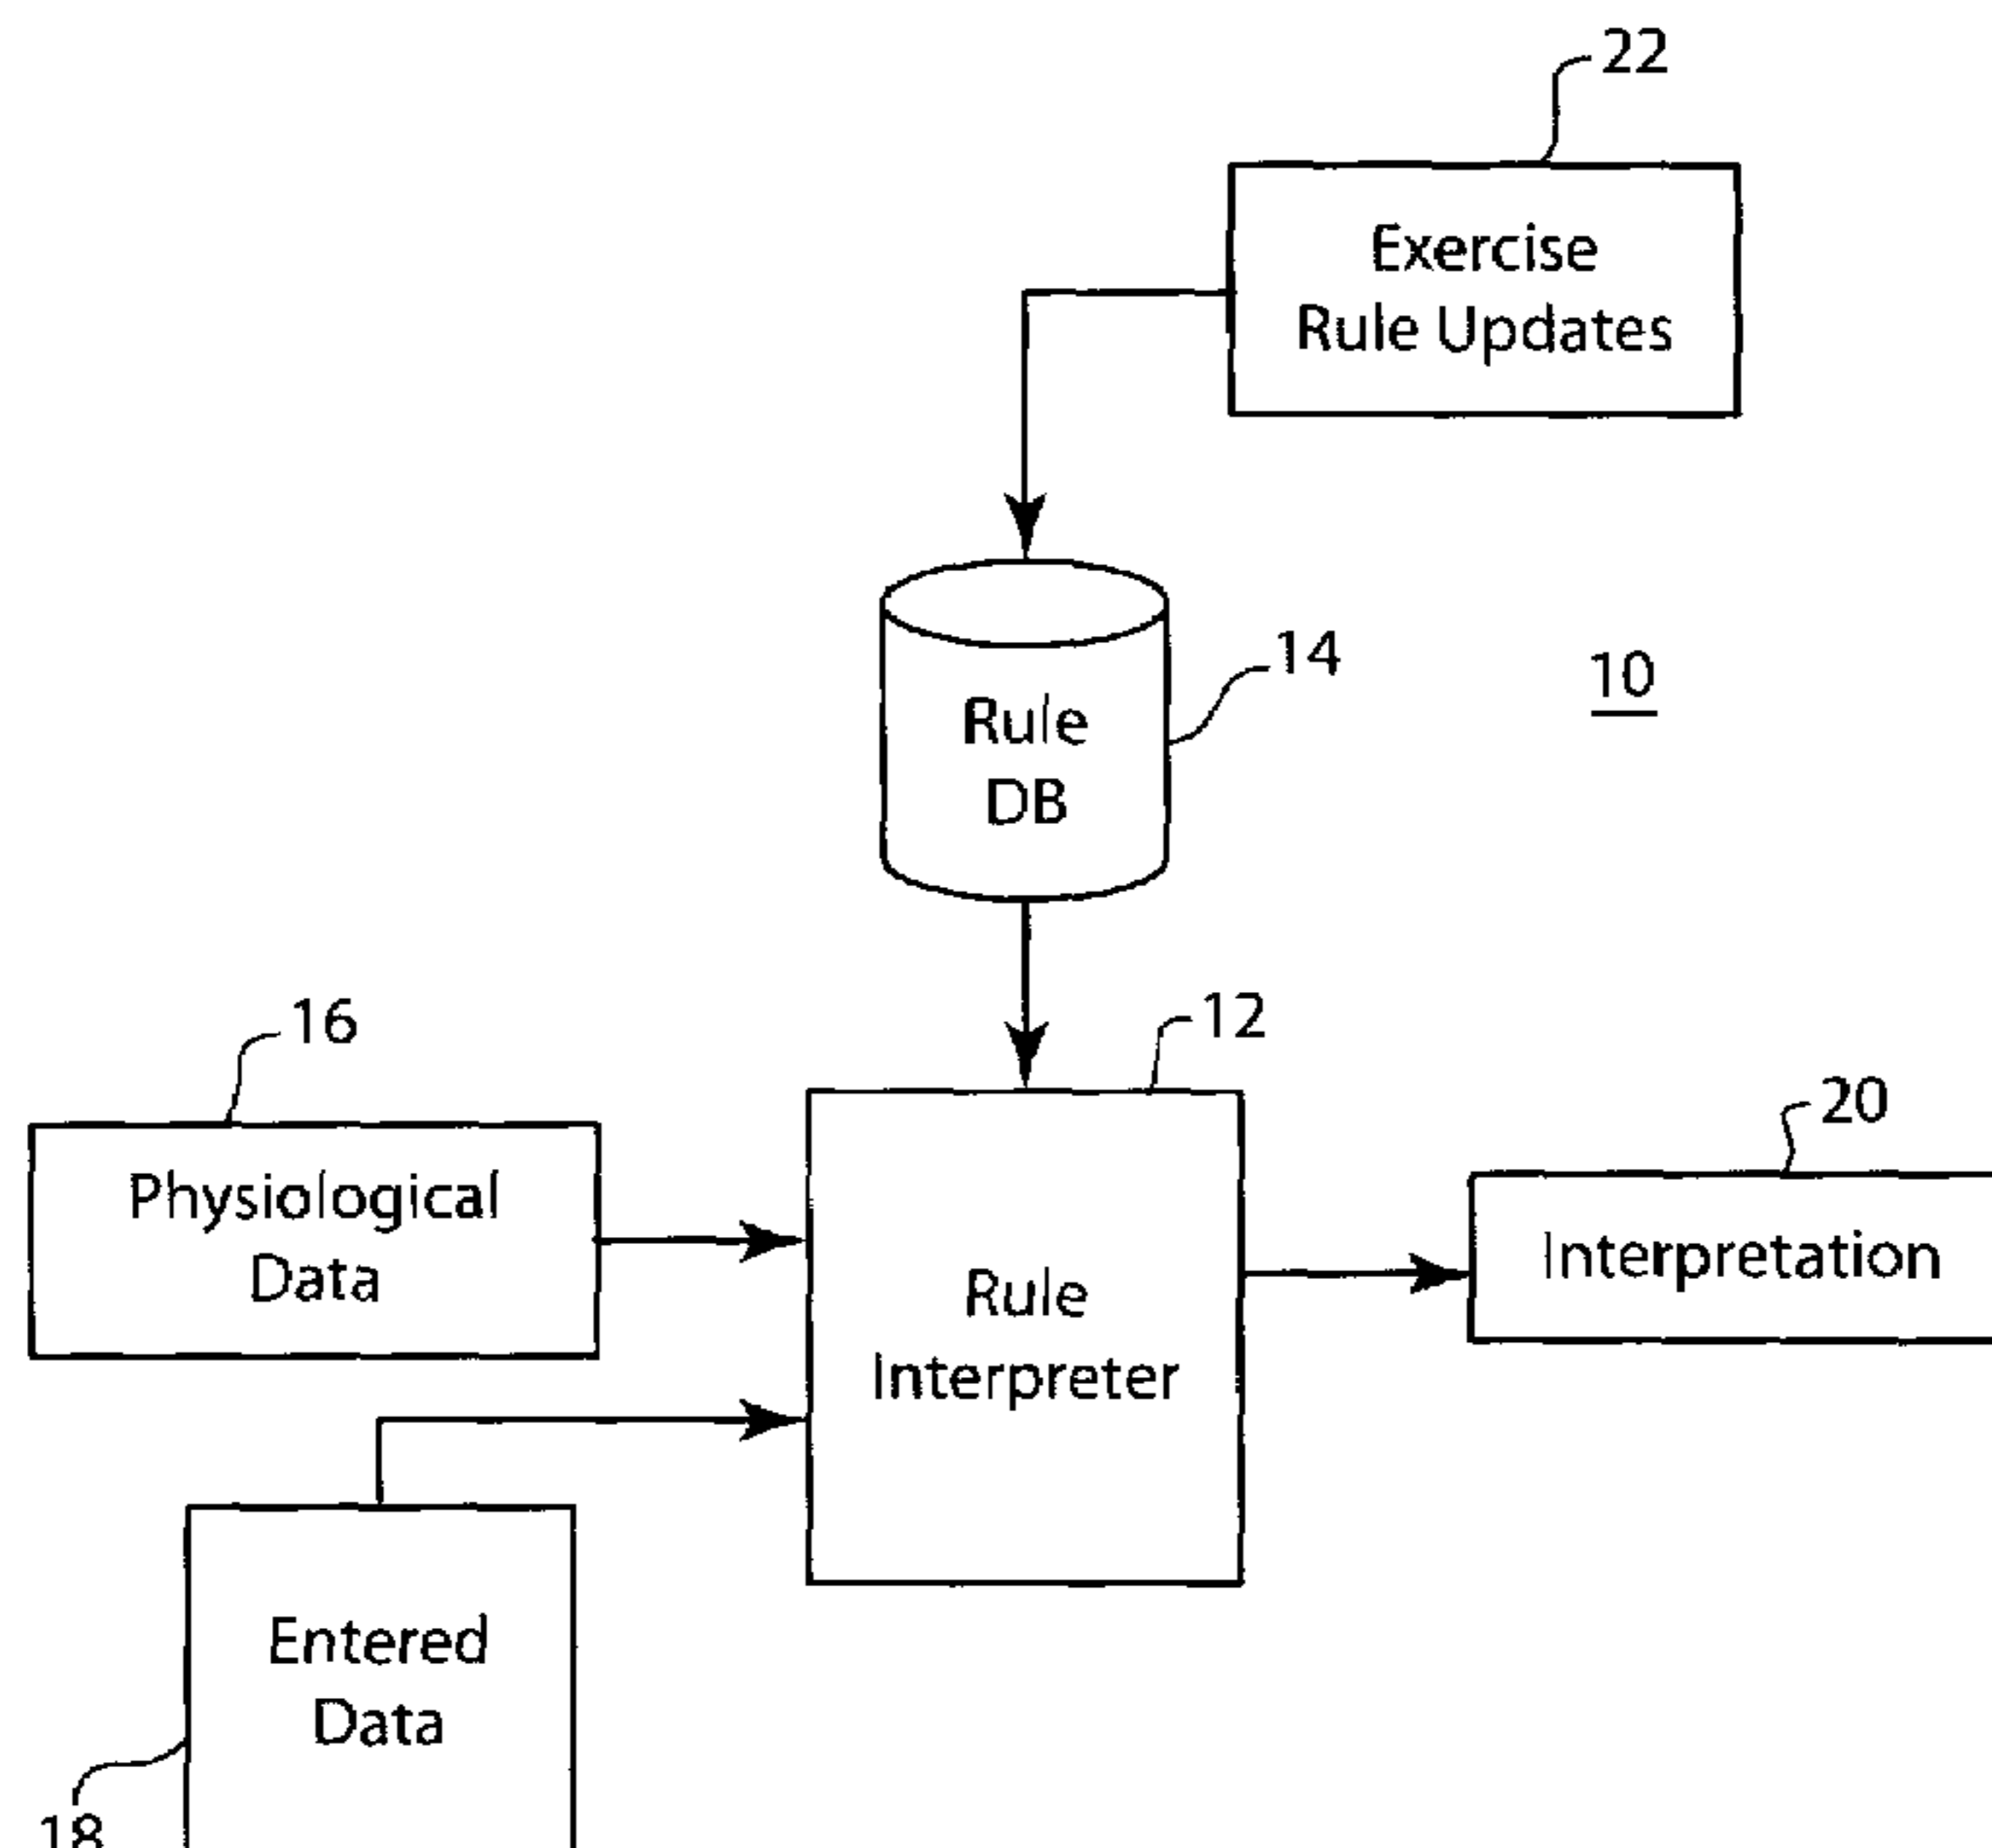 22
Exercise
Rule Updates
14
10
Rule
DB
16
12
20
Physiological
Data
Rule
Interpreter
Interpretation
Entered
Data
18